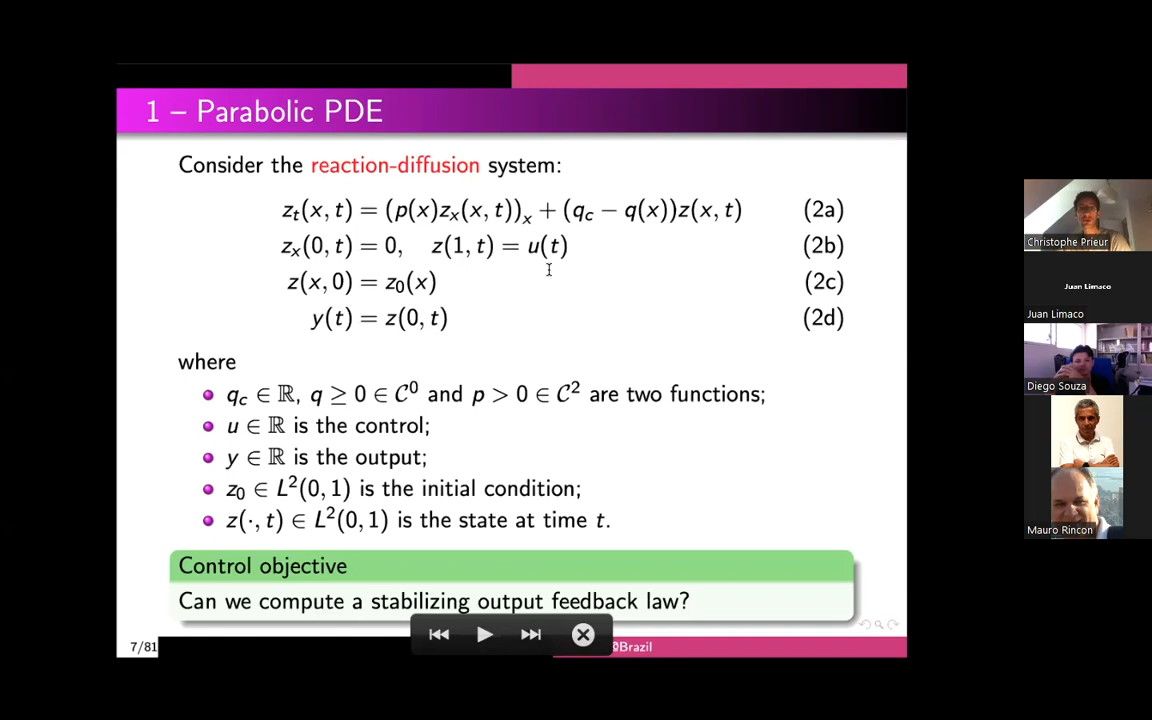 1 – Parabolic PDE
Consider the reaction-diffusion system:
z_t(x, t) = (p(x)z_x(x, t))_x + (q_c − q(x))z(x, t) (2a)
z_x(0, t) = 0, z(1, t) = u(t) (2b)
z(x, 0) = z_0(x) (2c)
y(t) = z(0, t) (2d)
where
q_c ∈ ℝ, q ≥ 0 ∈ 𝒞^0 and p > 0 ∈ 𝒞^2 are two functions;
u ∈ ℝ is the control;
y ∈ ℝ is the output;
z_0 ∈ L^2(0, 1) is the initial condition;
z(·, t) ∈ L^2(0, 1) is the state at time t.
Control objective
Can we compute a stabilizing output feedback law?
7/81
@Brazil
Christophe Prieur
Juan Limaco
Juan Limaco
Diego Souza
Mauro Rincon